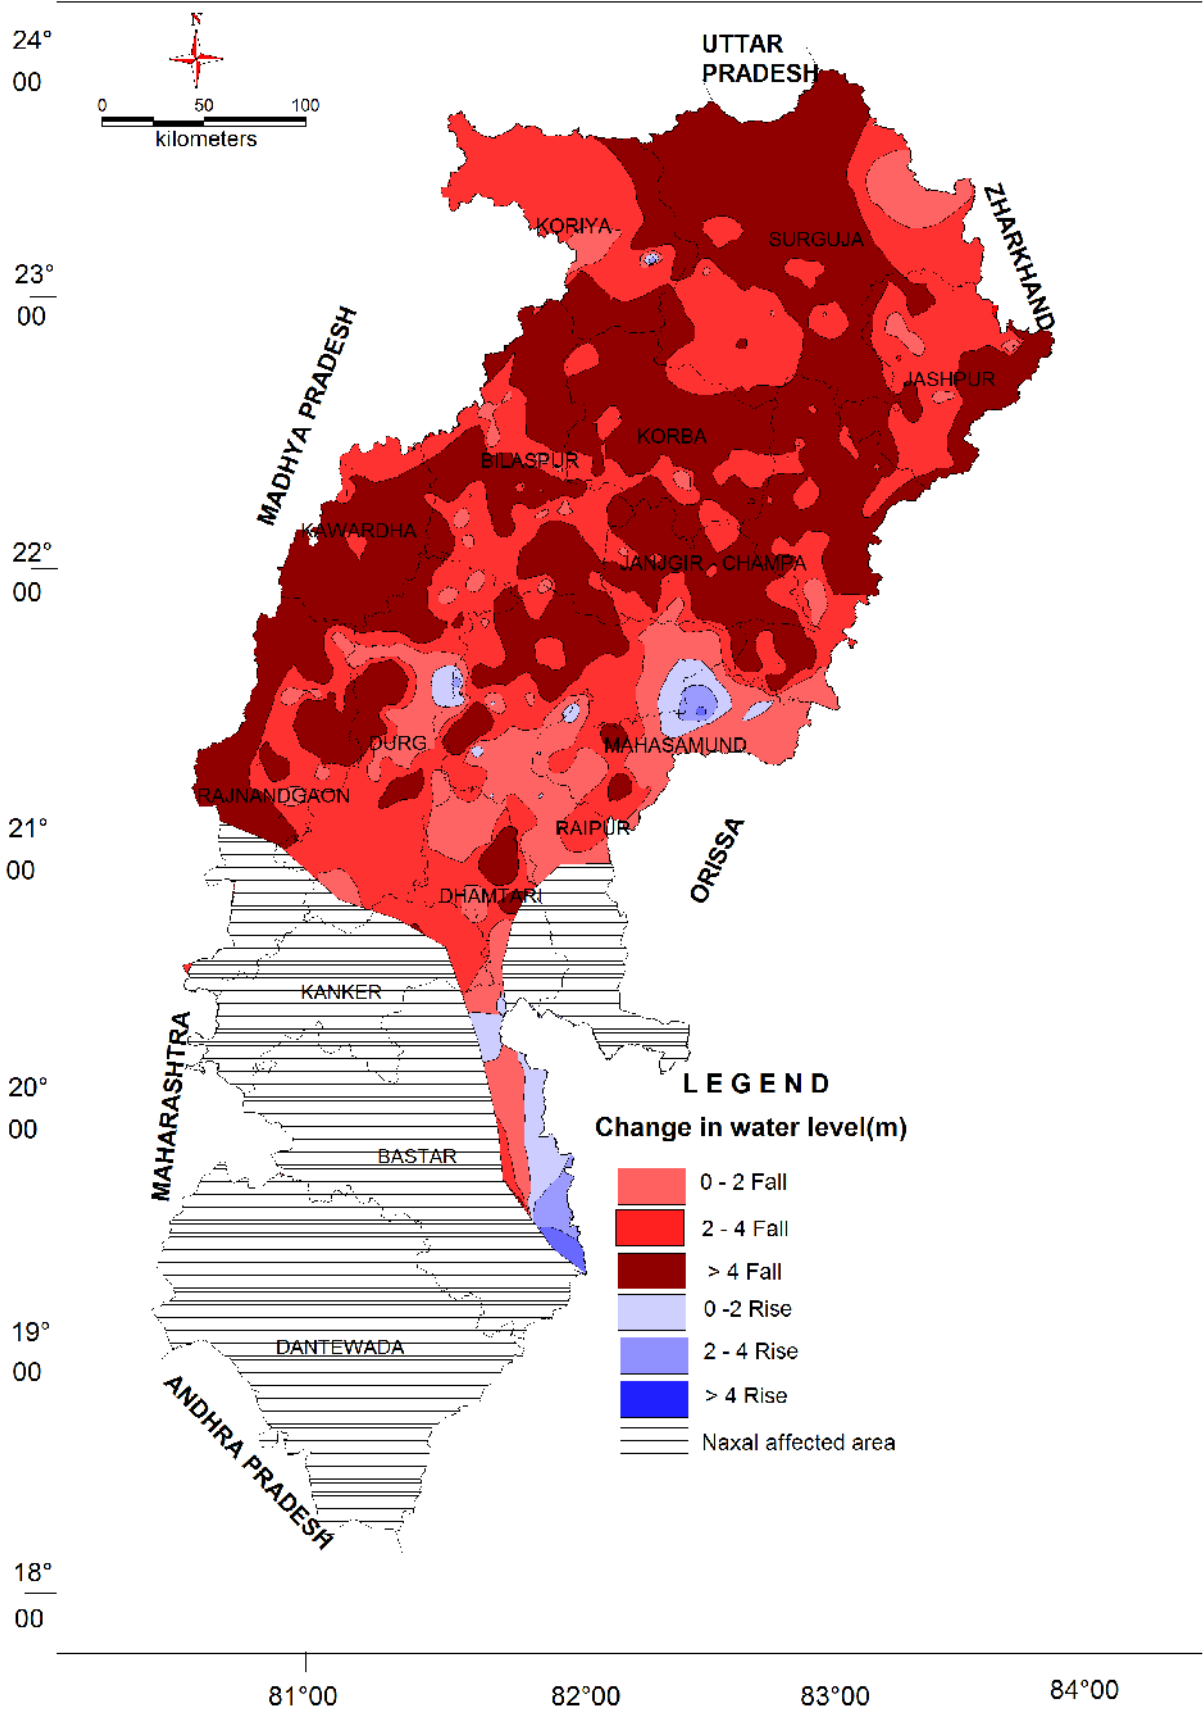 N
24°
00
UTTAR
PRADESH
0 50 100
kilometers
ZHARKHAND
KORIYA
SURGUJA
23°
00
MADHYA PRADESH
JASHPUR
KORBA
BILASPUR
KAWARDHA
22°
00
JANJGIR - CHAMPA
DURG
MAHASAMUND
RAJNANDGAON
21°
00
RAIPUR
ORISSA
DHAMTARI
KANKER
MAHARASHTRA
20°
00
LEGEND
Change in water level(m)
BASTAR
0 - 2 Fall
2 - 4 Fall
> 4 Fall
0 -2 Rise
19°
00
DANTEWADA
2 - 4 Rise
> 4 Rise
ANDHRA PRADESH
Naxal affected area
18°
00
81°00 82°00 83°00 84°00